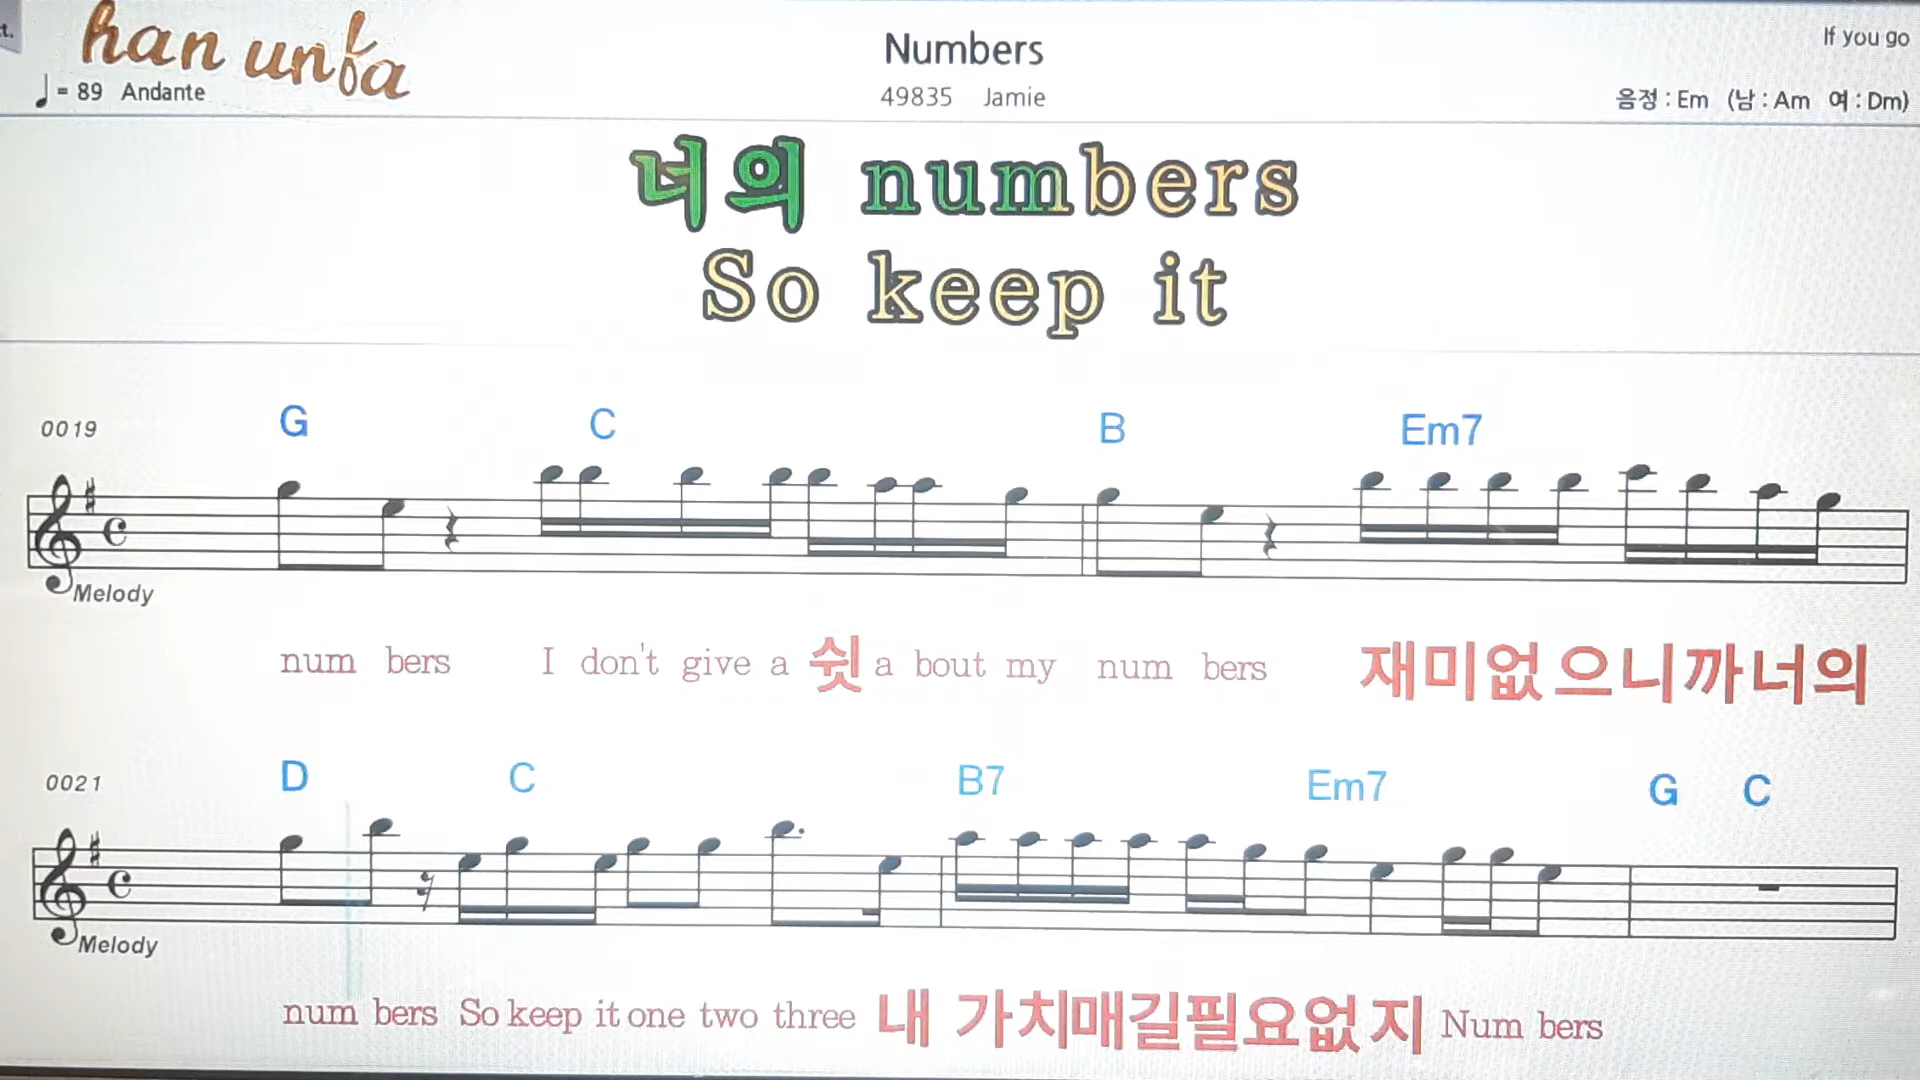 t.
han unfa
Numbers
If you go
♩= 89 Andante
49835 Jamie
음정 : Em (남 : Am 여 : Dm)
너의 numbers
So keep it
0019 G C B Em7
Melody
num bers I don't give a 쉿 a bout my num bers 재미없으니까너의
0021 D C B7 Em7 G C
Melody
num bers So keep it one two three 내 가치매길필요없지 Num bers